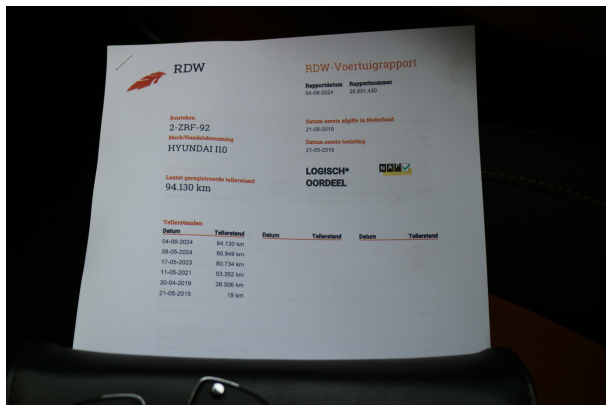 RDW
RDW-Voertuigrapport
Rapportdatum Rapportnummer
04-09-2024 26.601.430
Kenteken
2-ZRF-92
Merk/Handelsbenaming
HYUNDAI I10
Datum eerste afgifte in Nederland
21-05-2015
Datum eerste toelating
21-05-2015
LOGISCH*
OORDEEL
NAP
Laatst geregistreerde tellerstand
94.130 km
Tellerstanden
Datum Tellerstand Datum Tellerstand Datum Tellerstand
04-09-2024 94.130 km
08-05-2024 90.949 km
17-05-2023 80.734 km
11-05-2021 53.352 km
30-04-2019 38.506 km
21-05-2015 19 km